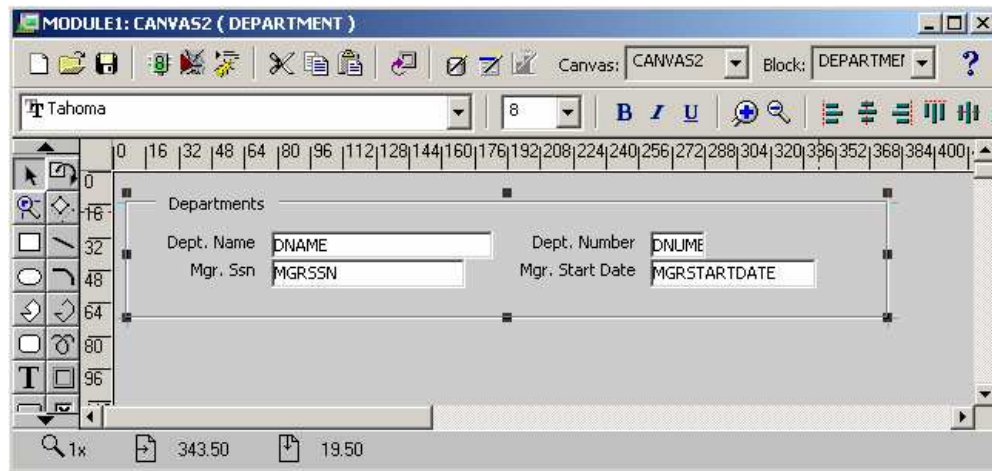 MODULE1: CANVAS2 ( DEPARTMENT )
Canvas: CANVAS2 Block: DEPARTMEN ?
Tahoma 8 B I U
0 16 32 48 64 80 96 112 128 144 160 176 192 208 224 240 256 272 288 304 320 336 352 368 384 400
0
16
32
48
64
80
96
Departments
Dept. Name DNAME Dept. Number DNUME
Mgr. Ssn MGRSSN Mgr. Start Date MGRSTARTDATE
T
1x 343.50 19.50